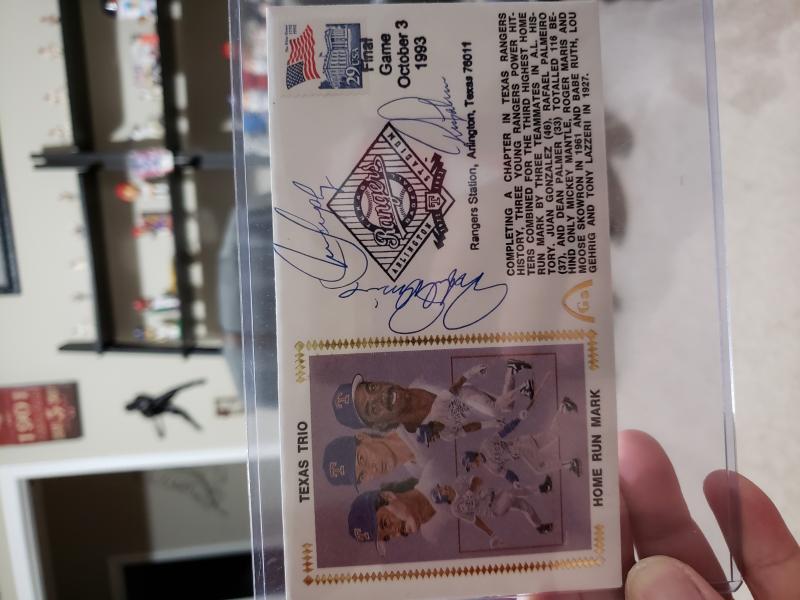 TEXAS TRIO
HOME RUN MARK
29 USA
Final
Game
October 3
1993
Rangers
ARLINGTON
Rangers Station, Arlington, Texas 76011
COMPLETING A CHAPTER IN TEXAS RANGERS
HISTORY, THREE YOUNG RANGERS POWER HIT-
TERS COMBINED FOR THE THIRD HIGHEST HOME
RUN MARK BY THREE TEAMMATES IN ALL HIS-
TORY. JUAN GONZALEZ (46), RAFAEL PALMEIRO
(37), AND DEAN PALMER (33) TOTALLED 116 BE-
HIND ONLY MICKEY MANTLE, ROGER MARIS AND
MOOSE SKOWRON IN 1961 AND BABE RUTH, LOU
GEHRIG AND TONY LAZZERI IN 1927.